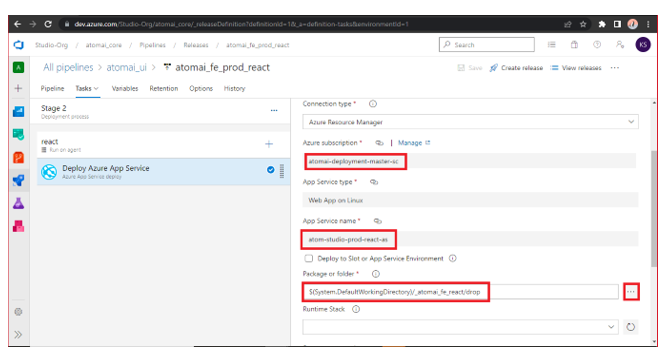 dev.azure.com/Studio-Org/atomai_core/_releaseDefinition?definitionId=1&_a=definition-tasks&environmentId=1
Studio-Org / atomai_core / Pipelines / Releases / atomai_fe_prod_react
Search
KS
A
All pipelines > atomai_ui > atomai_fe_prod_react
Save Create release View releases ...
Pipeline Tasks Variables Retention Options History
Stage 2
Deployment process
...
react
Run on agent
+
Deploy Azure App Service
Azure App Service deploy
Connection type *
Azure Resource Manager
Azure subscription * | Manage
atomai-deployment-master-sc
App Service type *
Web App on Linux
App Service name *
atom-studio-prod-react-as
Deploy to Slot or App Service Environment
Package or folder *
$(System.DefaultWorkingDirectory)/_atomai_fe_react/drop
...
Runtime Stack